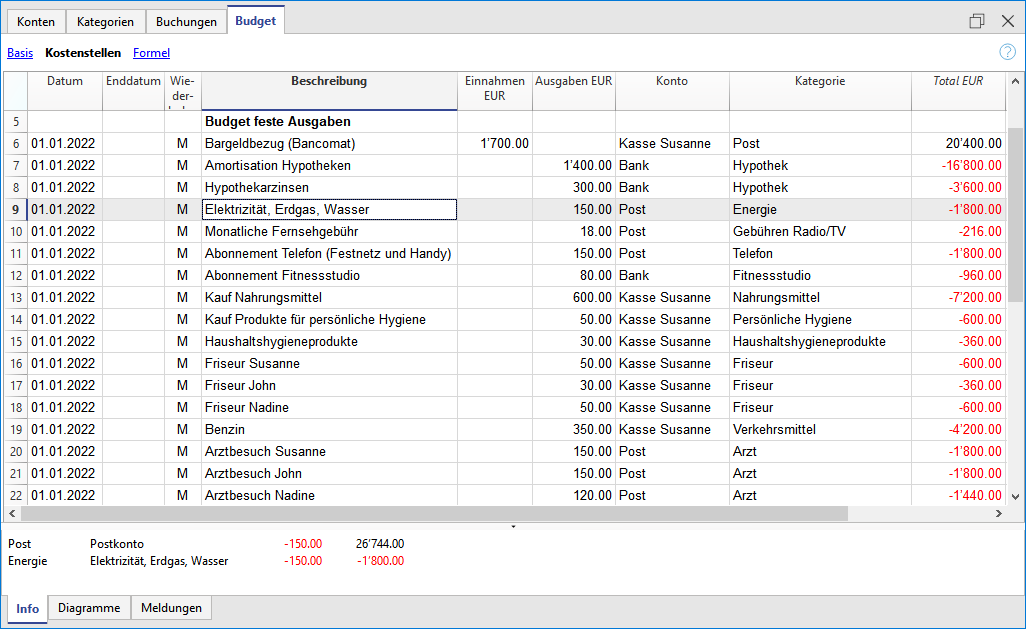 Konten Kategorien Buchungen Budget
Basis Kostenstellen Formel
Datum Enddatum Wie- Beschreibung Einnahmen Ausgaben EUR Konto Kategorie Total EUR
der- EUR
5 Budget feste Ausgaben
6 01.01.2022 M Bargeldbezug (Bancomat) 1'700.00 Kasse Susanne Post 20'400.00
7 01.01.2022 M Amortisation Hypotheken 1'400.00 Bank Hypothek -16'800.00
8 01.01.2022 M Hypothekarzinsen 300.00 Bank Hypothek -3'600.00
9 01.01.2022 M Elektrizität, Erdgas, Wasser 150.00 Post Energie -1'800.00
10 01.01.2022 M Monatliche Fernsehgebühr 18.00 Post Gebühren Radio/TV -216.00
11 01.01.2022 M Abonnement Telefon (Festnetz und Handy) 150.00 Post Telefon -1'800.00
12 01.01.2022 M Abonnement Fitnessstudio 80.00 Bank Fitnessstudio -960.00
13 01.01.2022 M Kauf Nahrungsmittel 600.00 Kasse Susanne Nahrungsmittel -7'200.00
14 01.01.2022 M Kauf Produkte für persönliche Hygiene 50.00 Kasse Susanne Persönliche Hygiene -600.00
15 01.01.2022 M Haushaltshygieneprodukte 30.00 Kasse Susanne Haushaltshygieneprodukte -360.00
16 01.01.2022 M Friseur Susanne 50.00 Kasse Susanne Friseur -600.00
17 01.01.2022 M Friseur John 30.00 Kasse Susanne Friseur -360.00
18 01.01.2022 M Friseur Nadine 50.00 Kasse Susanne Friseur -600.00
19 01.01.2022 M Benzin 350.00 Kasse Susanne Verkehrsmittel -4'200.00
20 01.01.2022 M Arztbesuch Susanne 150.00 Post Arzt -1'800.00
21 01.01.2022 M Arztbesuch John 150.00 Post Arzt -1'800.00
22 01.01.2022 M Arztbesuch Nadine 120.00 Post Arzt -1'440.00
Post Postkonto -150.00 26'744.00
Energie Elektrizität, Erdgas, Wasser -150.00 -1'800.00
Info Diagramme Meldungen